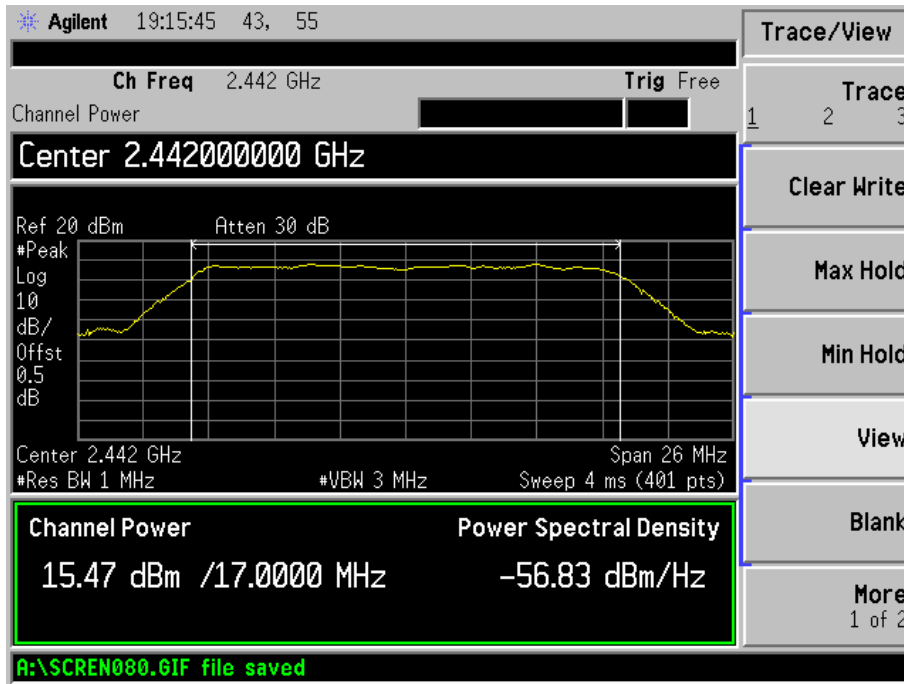 Agilent 19:15:45 43, 55
Trace/View
Ch Freq 2.442 GHz Trig Free
Channel Power
Trace
1 2 3
Center 2.442000000 GHz
Clear Write
Ref 20 dBm Atten 30 dB
#Peak
Log
10
dB/
Offst
0.5
dB
Max Hold
Min Hold
Center 2.442 GHz Span 26 MHz
#Res BW 1 MHz #VBW 3 MHz Sweep 4 ms (401 pts)
View
Channel Power Power Spectral Density
15.47 dBm /17.0000 MHz -56.83 dBm/Hz
Blank
More
1 of 2
A:\SCREN080.GIF file saved